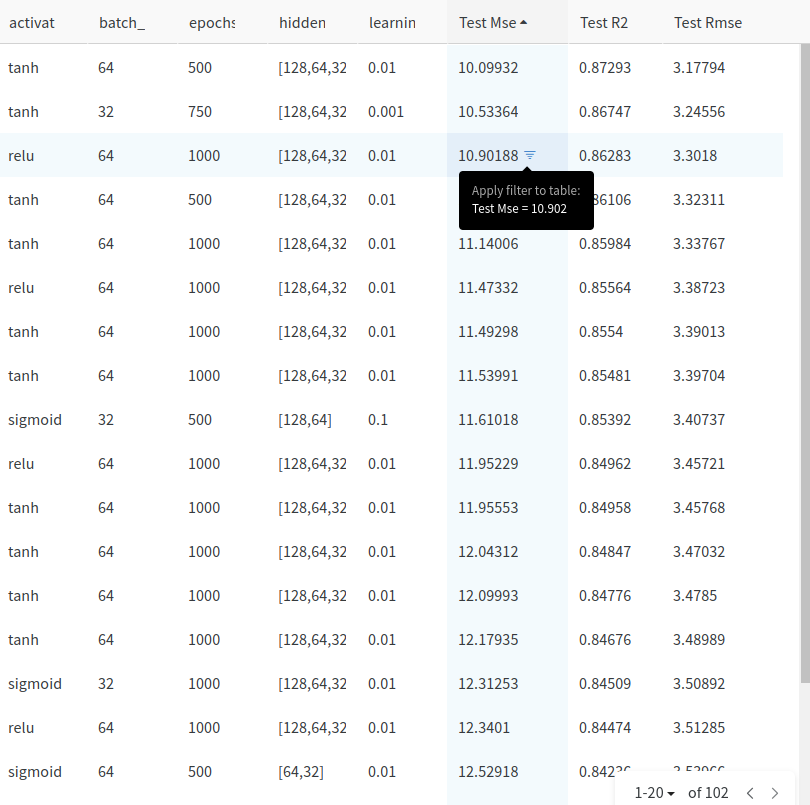 activat batch_ epochs hidden learnin Test Mse Test R2 Test Rmse
tanh 64 500 [128,64,32 0.01 10.09932 0.87293 3.17794
tanh 32 750 [128,64,32 0.001 10.53364 0.86747 3.24556
relu 64 1000 [128,64,32 0.01 10.90188 0.86283 3.3018
Apply filter to table:
Test Mse = 10.902
tanh 64 500 [128,64,32 0.01 86106 3.32311
tanh 64 1000 [128,64,32 0.01 11.14006 0.85984 3.33767
relu 64 1000 [128,64,32 0.01 11.47332 0.85564 3.38723
tanh 64 1000 [128,64,32 0.01 11.49298 0.8554 3.39013
tanh 64 1000 [128,64,32 0.01 11.53991 0.85481 3.39704
sigmoid 32 500 [128,64] 0.1 11.61018 0.85392 3.40737
relu 64 1000 [128,64,32 0.01 11.95229 0.84962 3.45721
tanh 64 1000 [128,64,32 0.01 11.95553 0.84958 3.45768
tanh 64 1000 [128,64,32 0.01 12.04312 0.84847 3.47032
tanh 64 1000 [128,64,32 0.01 12.09993 0.84776 3.4785
tanh 64 1000 [128,64,32 0.01 12.17935 0.84676 3.48989
sigmoid 32 1000 [128,64,32 0.01 12.31253 0.84509 3.50892
relu 64 1000 [128,64,32 0.01 12.3401 0.84474 3.51285
sigmoid 64 500 [64,32] 0.01 12.52918
1-20 of 102